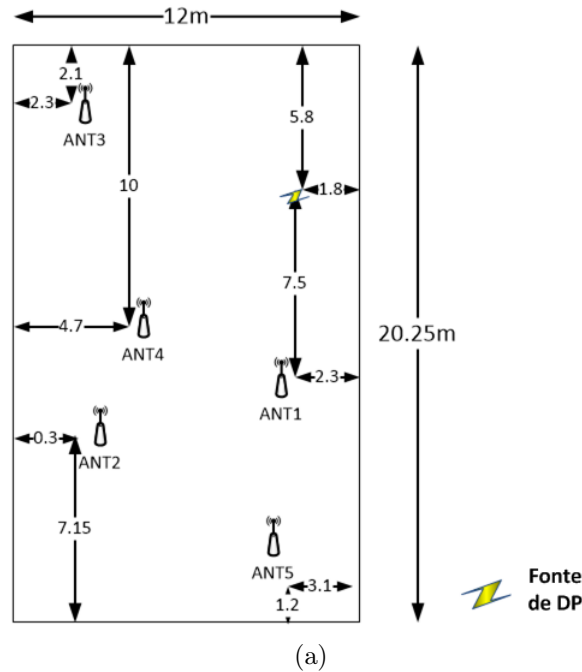 12m
2.1
2.3
ANT3
5.8
10
1.8
7.5
4.7
ANT4
20.25m
2.3
ANT1
0.3
ANT2
7.15
ANT5
3.1
1.2
Fonte
de DP
(a)